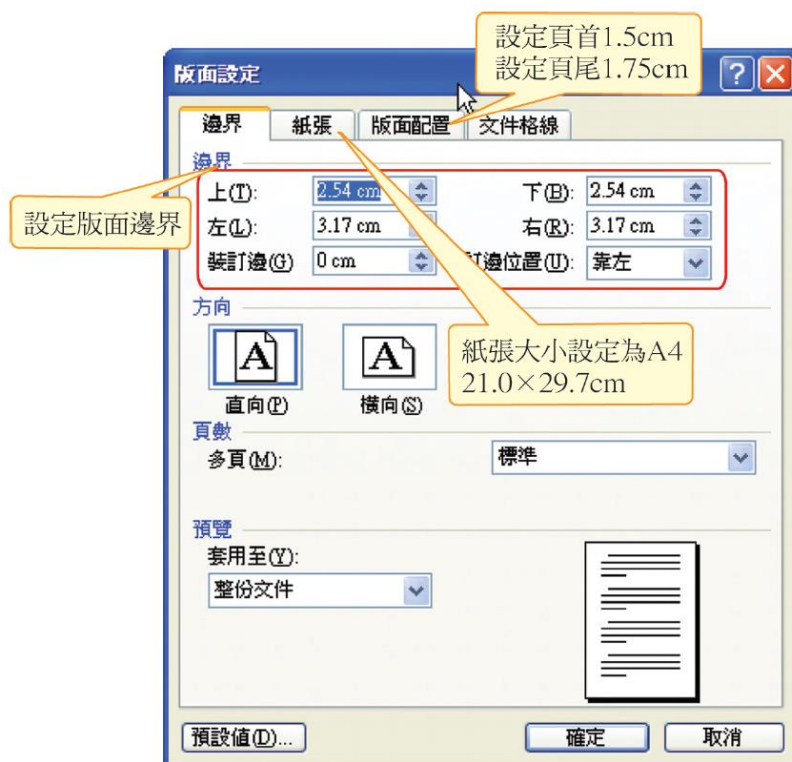 設定頁首1.5cm
設定頁尾1.75cm
版面設定
邊界 紙張 版面配置 文件格線
邊界
上(T): 2.54 cm 下(B): 2.54 cm
設定版面邊界
左(L): 3.17 cm 右(R): 3.17 cm
裝訂邊(G) 0 cm 訂邊位置(U): 靠左
方向
A A
紙張大小設定為A4
21.0×29.7cm
直向(P) 橫向(S)
頁數
多頁(M): 標準
預覽
套用至(Y):
整份文件
預設值(D)... 確定 取消